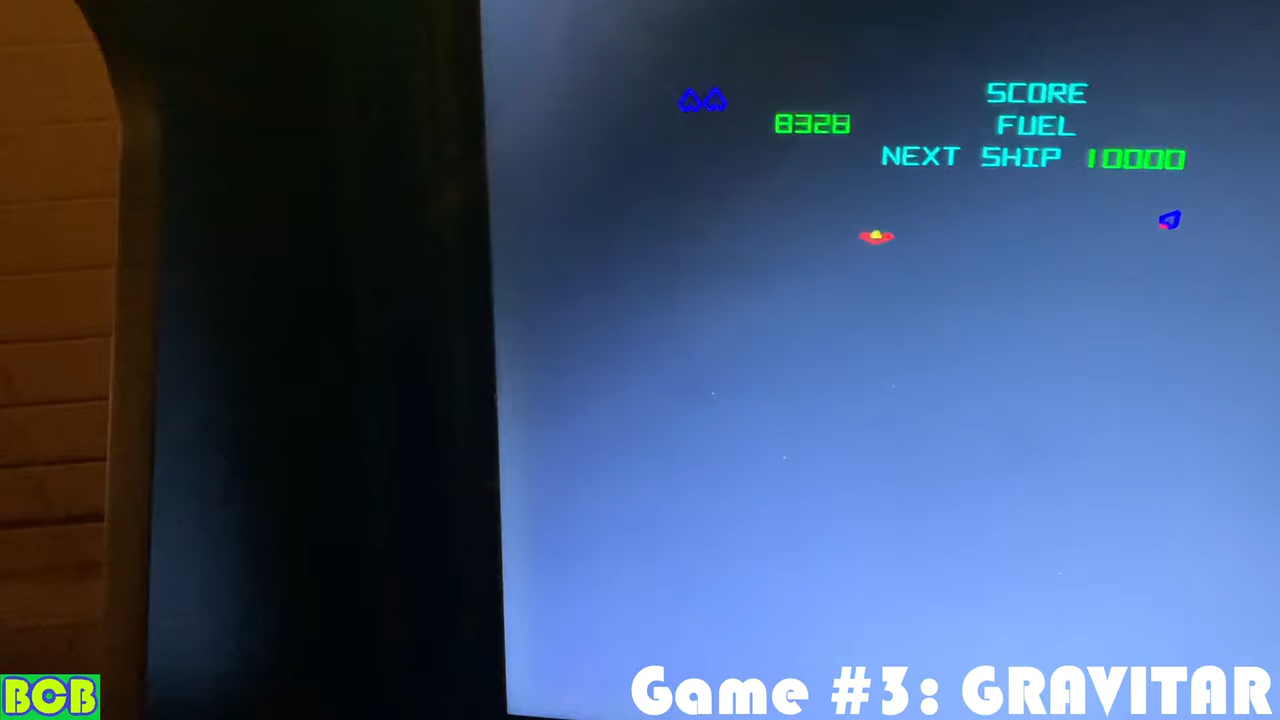 SCORE
8328 FUEL
NEXT SHIP 10000
BCB
Game #3: GRAVITAR